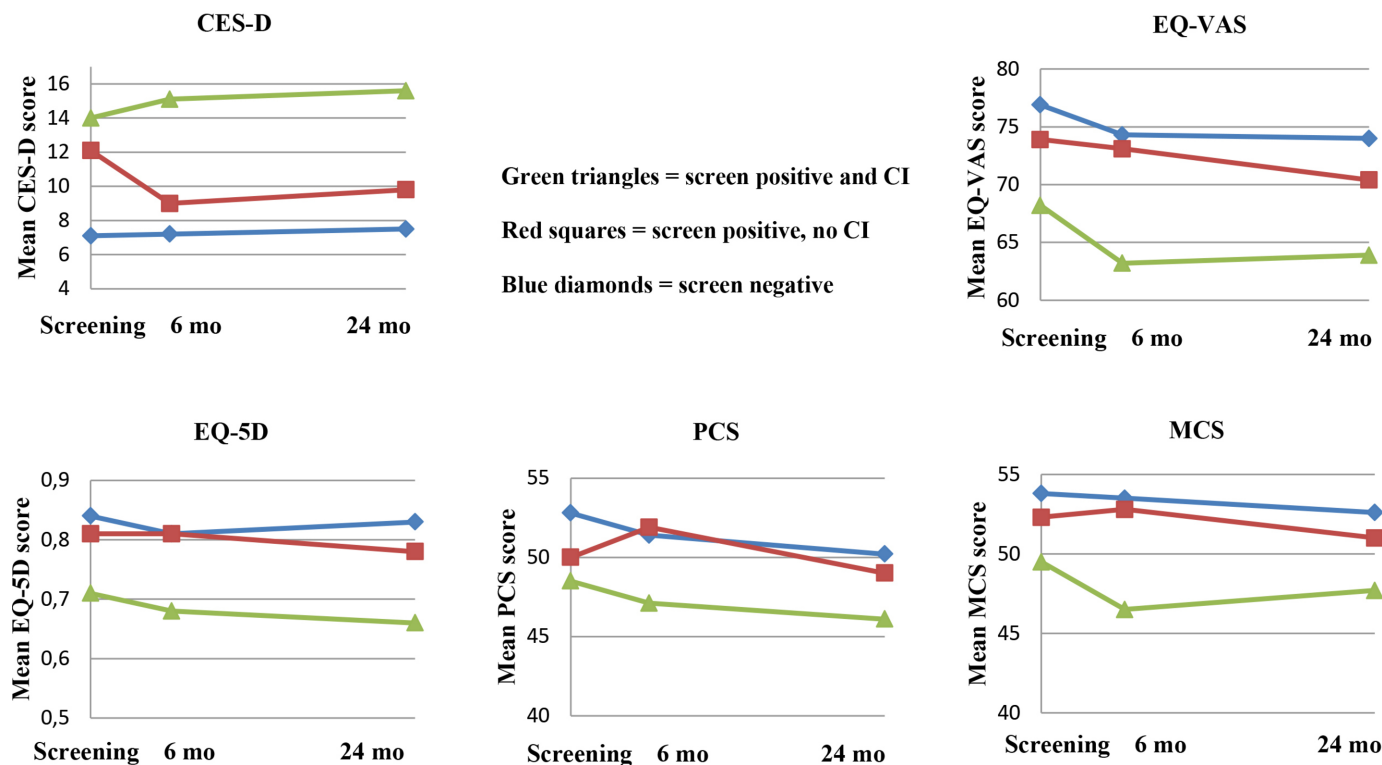 CES-D
Mean CES-D score
16
14
12
10
8
6
4
Screening 6 mo 24 mo
Green triangles = screen positive and CI
Red squares = screen positive, no CI
Blue diamonds = screen negative
EQ-VAS
Mean EQ-VAS score
80
75
70
65
60
Screening 6 mo 24 mo
EQ-5D
Mean EQ-5D score
0,9
0,8
0,7
0,6
0,5
Screening 6 mo 24 mo
PCS
Mean PCS score
55
50
45
40
Screening 6 mo 24 mo
MCS
Mean MCS score
55
50
45
40
Screening 6 mo 24 mo